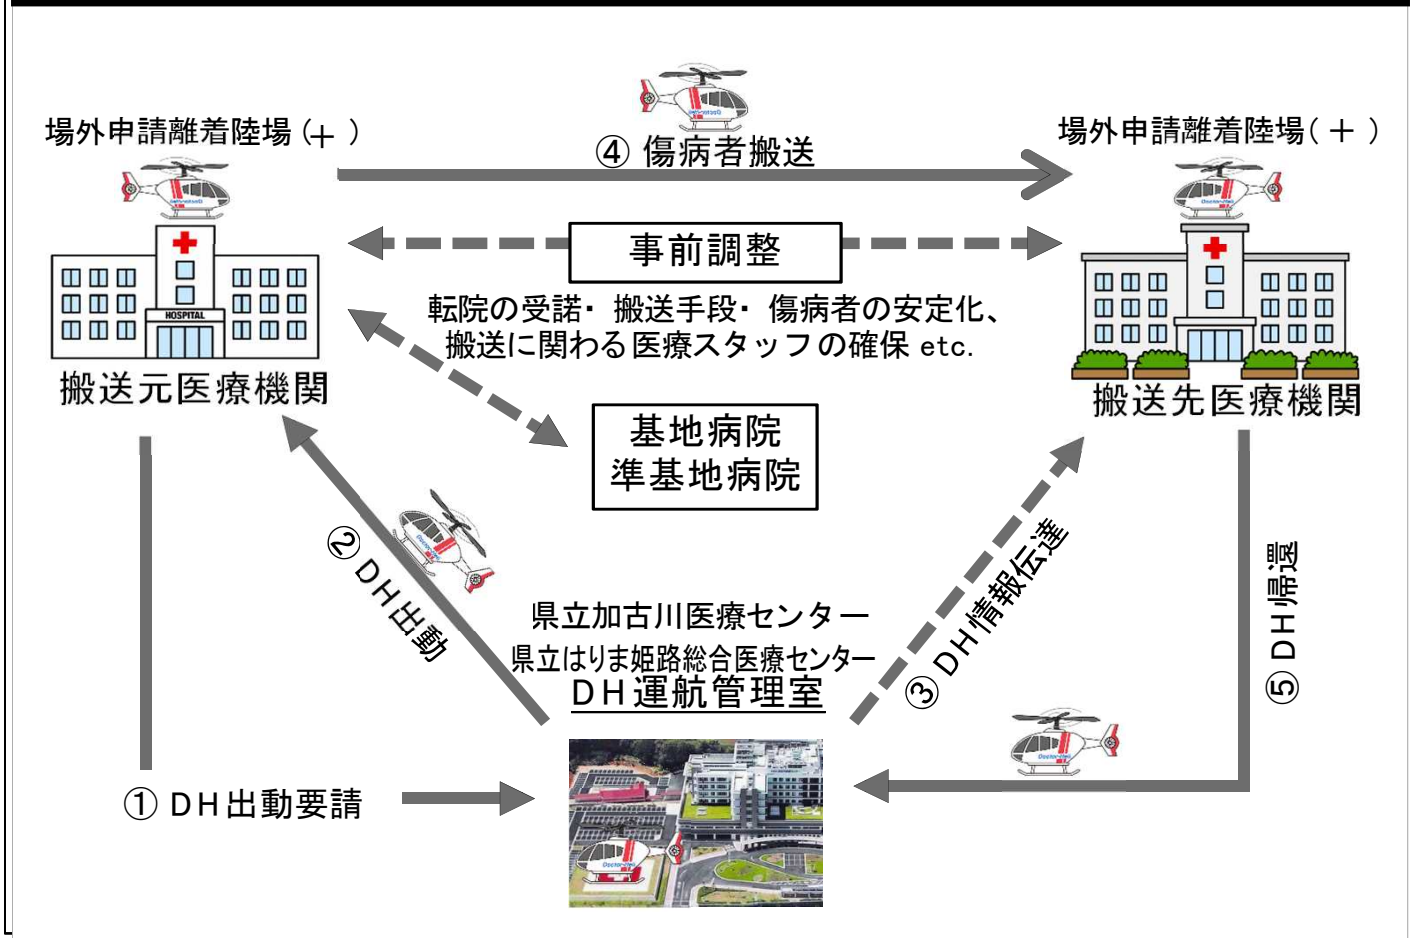 場外申請離着陸場(＋ )
④ 傷病者搬送
場外申請離着陸場(＋ )
事前調整
転院の受諾・搬送手段・傷病者の安定化、
搬送に関わる医療スタッフの確保 etc.
HOSPITAL
搬送元医療機関
搬送先医療機関
基地病院
準基地病院
② DH出動
③ DH情報伝達
⑤ DH帰還
県立加古川医療センター
県立はりま姫路総合医療センター
DH運航管理室
① DH出動要請
Doctor-Heli